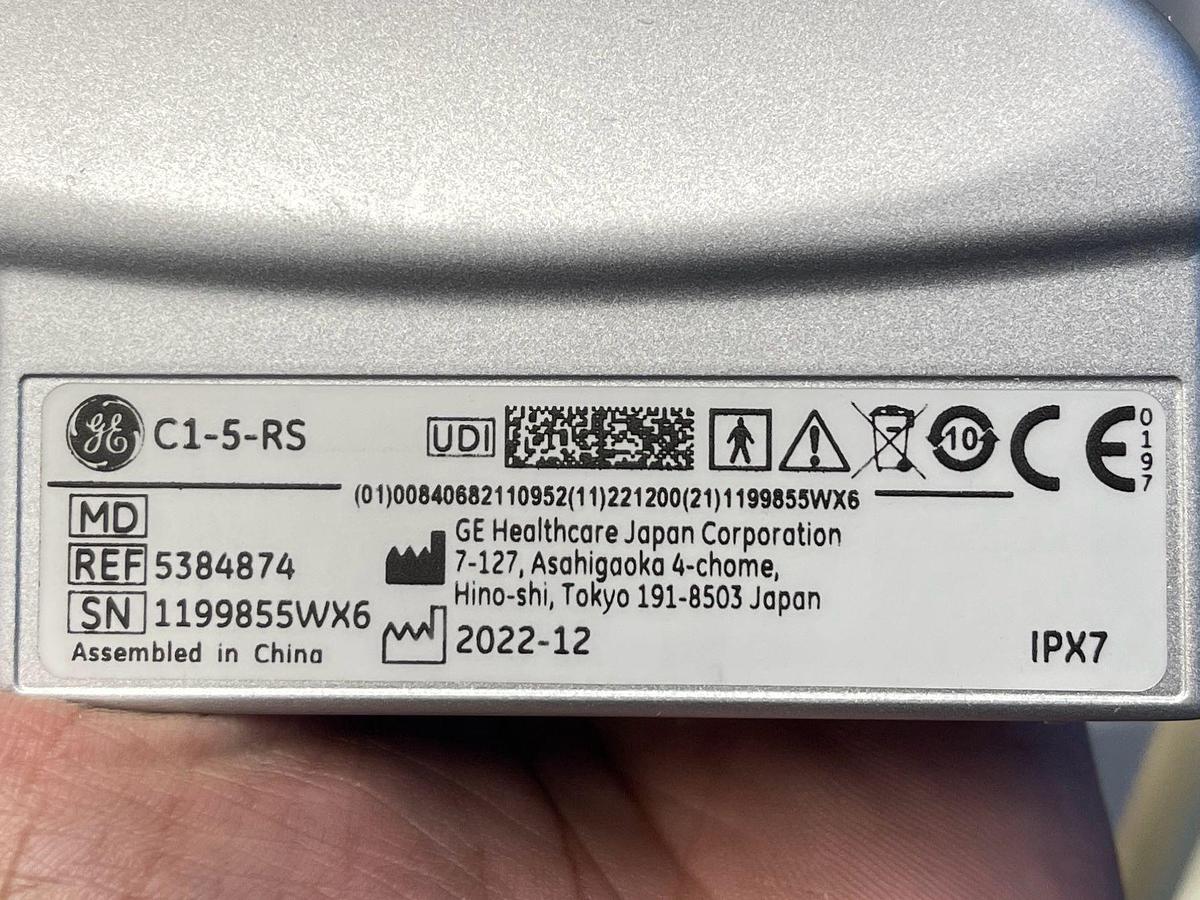 GE C1-5-RS
UDI
10
CE 0197
(01)00840682110952(11)221200(21)1199855WX6
MD
REF 5384874
SN 1199855WX6
Assembled in China
GE Healthcare Japan Corporation
7-127, Asahigaoka 4-chome,
Hino-shi, Tokyo 191-8503 Japan
2022-12
IPX7